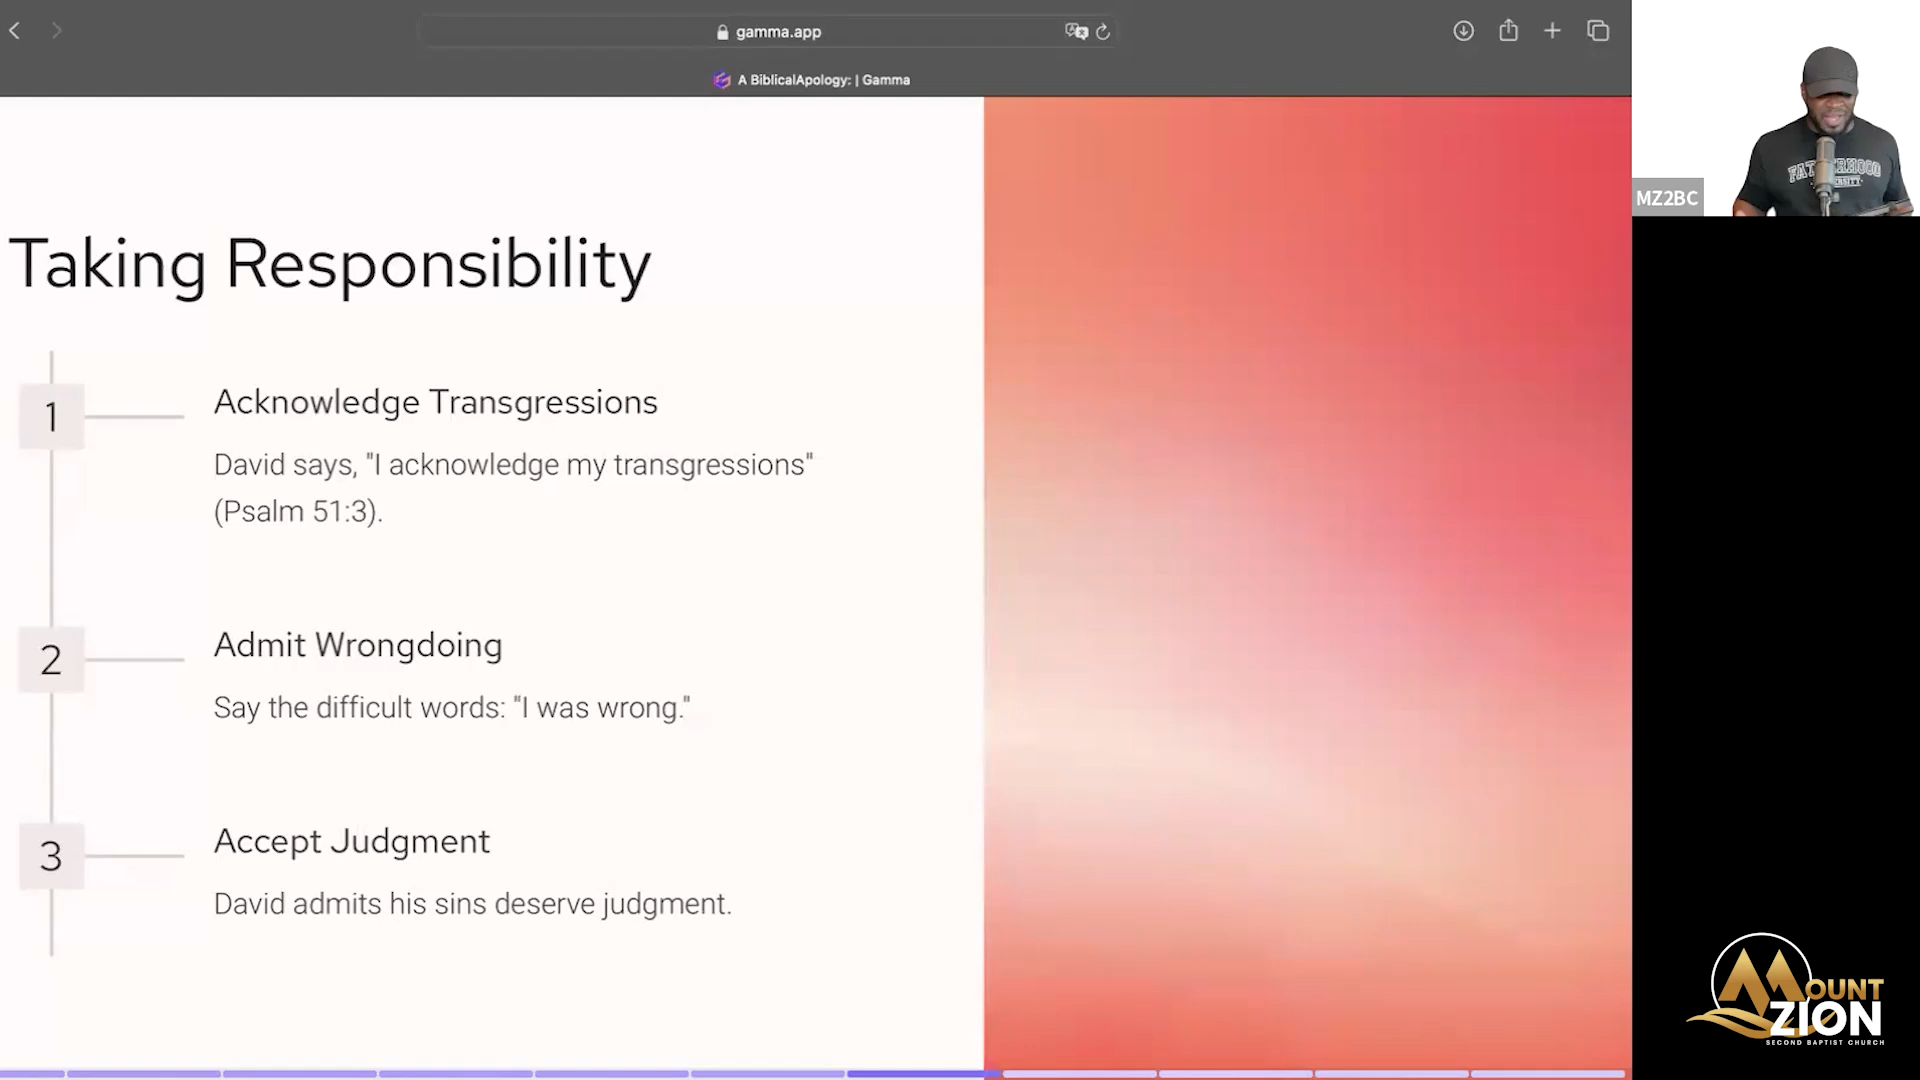 gamma.app
A BiblicalApology: | Gamma
MZ2BC
Taking Responsibility
1
Acknowledge Transgressions
David says, "I acknowledge my transgressions"
(Psalm 51:3).
2
Admit Wrongdoing
Say the difficult words: "I was wrong."
3
Accept Judgment
David admits his sins deserve judgment.
MOUNT
ZION
SECOND BAPTIST CHURCH